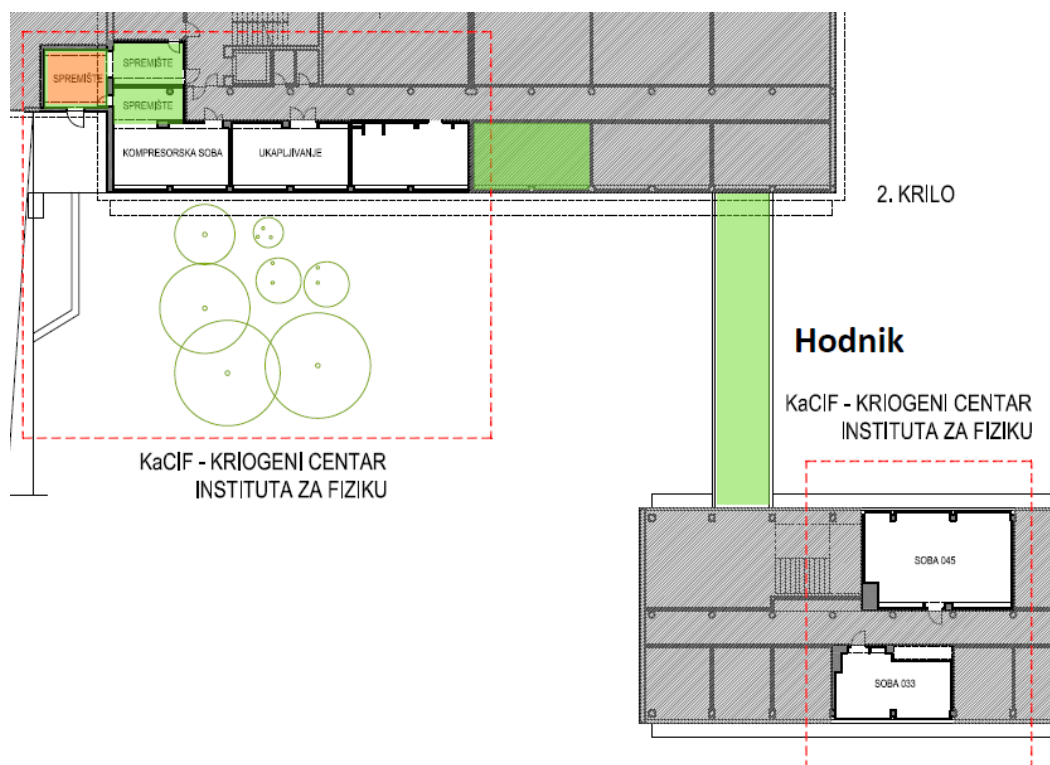 SPREMIŠTE
SPREMIŠTE
SPREMIŠTE
KOMPRESORSKA SOBA
UKAPLJIVANJE
2. KRILO
Hodnik
KaCIF - KRIOGENI CENTAR
INSTITUTA ZA FIZIKU
KaCIF - KRIOGENI CENTAR
INSTITUTA ZA FIZIKU
SOBA 045
SOBA 033